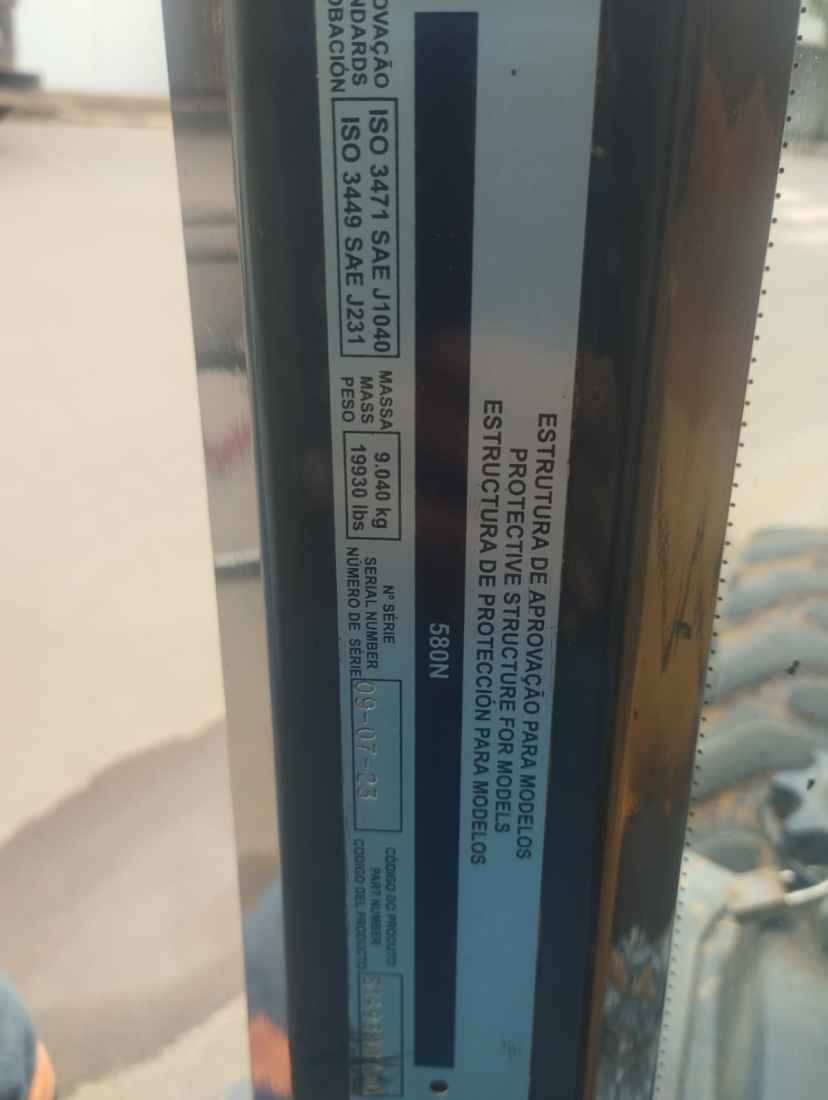 ESTRUTURA DE APROVAÇÃO PARA MODELOS
PROTECTIVE STRUCTURE FOR MODELS
ESTRUCTURA DE PROTECCIÓN PARA MODELOS
580N
OVAÇÃO
NDARDS
OBACIÓN
ISO 3471 SAE J1040
ISO 3449 SAE J231
MASSA
MASS
PESO
9.040 kg
19930 lbs
Nº SÉRIE
SERIAL NUMBER
NÚMERO DE SÉRIE
09-07-23
CÓDIGO DO PRODUTO
PART NUMBER
CODIGO DEL PRODUCTO